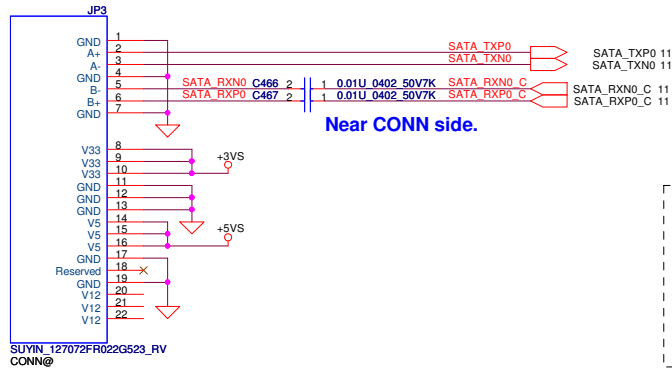 JP3
GND 1
A+ 2 SATA_TXP0 SATA_TXP0 11
A- 3 SATA_TXN0 SATA_TXN0 11
GND 4
B- 5 SATA_RXN0 C466 2 1 0.01U_0402_50V7K SATA_RXN0_C SATA_RXN0_C 11
B+ 6 SATA_RXP0 C467 2 1 0.01U_0402_50V7K SATA_RXP0_C SATA_RXP0_C 11
GND 7
Near CONN side.
V33 8
V33 9 +3VS
V33 10
GND 11
GND 12
GND 13
V5 14
V5 15 +5VS
V5 16
GND 17
Reserved 18
GND 19
V12 20
V12 21
V12 22
SUYIN_127072FR022G523_RV
CONN@